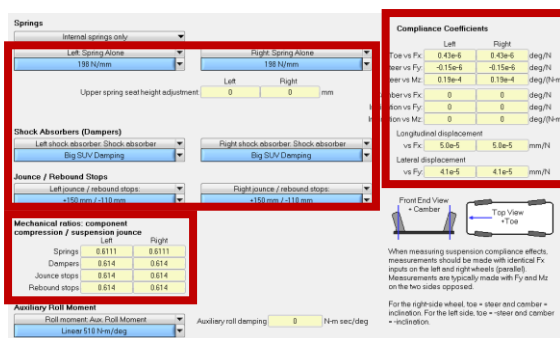 Springs
Internal springs only
Left: Spring Alone Right: Spring Alone
198 N/mm 198 N/mm
Left Right
Upper spring seat height adjustment 0 0 mm
Shock Absorbers (Dampers)
Left shock absorber: Shock absorber Right shock absorber: Shock absorber
Big SUV Damping Big SUV Damping
Jounce / Rebound Stops
Left jounce / rebound stops: Right jounce / rebound stops:
+150 mm / -110 mm +150 mm / -110 mm
Mechanical ratios: component
compression / suspension jounce
Left Right
Springs 0.6111 0.6111
Dampers 0.614 0.614
Jounce stops 0.614 0.614
Rebound stops 0.614 0.614
Auxiliary Roll Moment
Roll moment: Aux. Roll Moment Auxiliary roll damping 0 N-m sec/deg
Linear 510 N-m/deg
Compliance Coefficients
Left Right
Toe vs Fx 0.43e-6 0.43e-6 deg/N
teer vs Fy -0.15e-6 -0.15e-6 deg/N
teer vs Mz 0.19e-4 0.19e-4 deg/(N-m
mber vs Fx 0 0 deg/N
vs Fy 0 0 deg/N
vs Mz 0 0 deg/(N-m
Longitudinal displacement
vs Fx 5.0e-5 5.0e-5 mm/N
Lateral displacement
vs Fy 4.1e-5 4.1e-5 mm/N
Front End View
+ Camber
Top View
+Toe
When measuring suspension compliance effects,
measurements should be made with identical Fx
inputs on the left and right wheels (parallel).
Measurements are typically made with Fy and Mz
on the two sides opposed.
For the right-side wheel, toe = steer and camber =
inclination. For the left side, toe = -steer and camber
= -inclination.